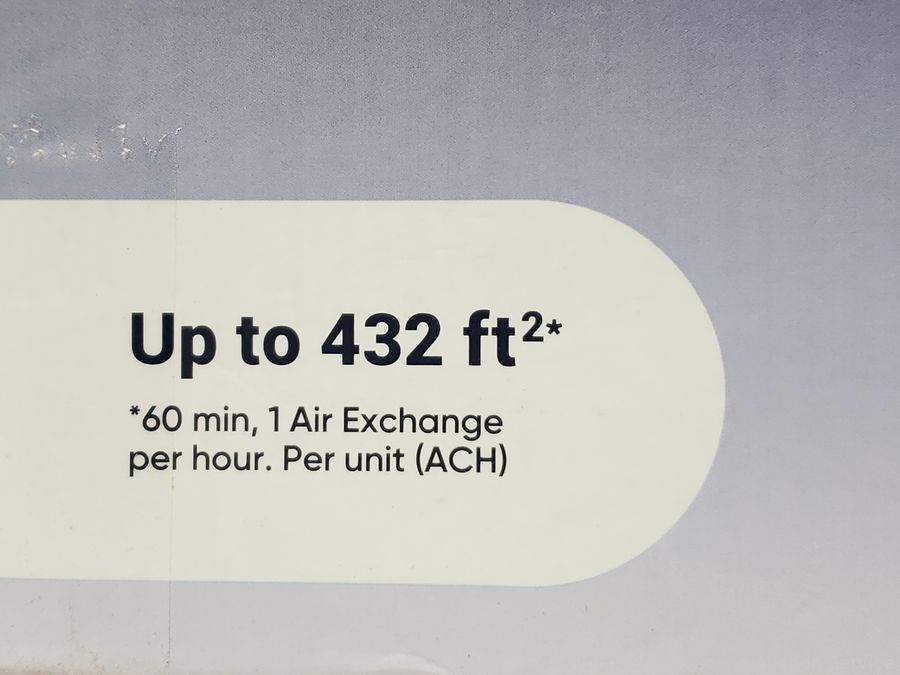 Up to 432 ft²*
*60 min, 1 Air Exchange
per hour. Per unit (ACH)